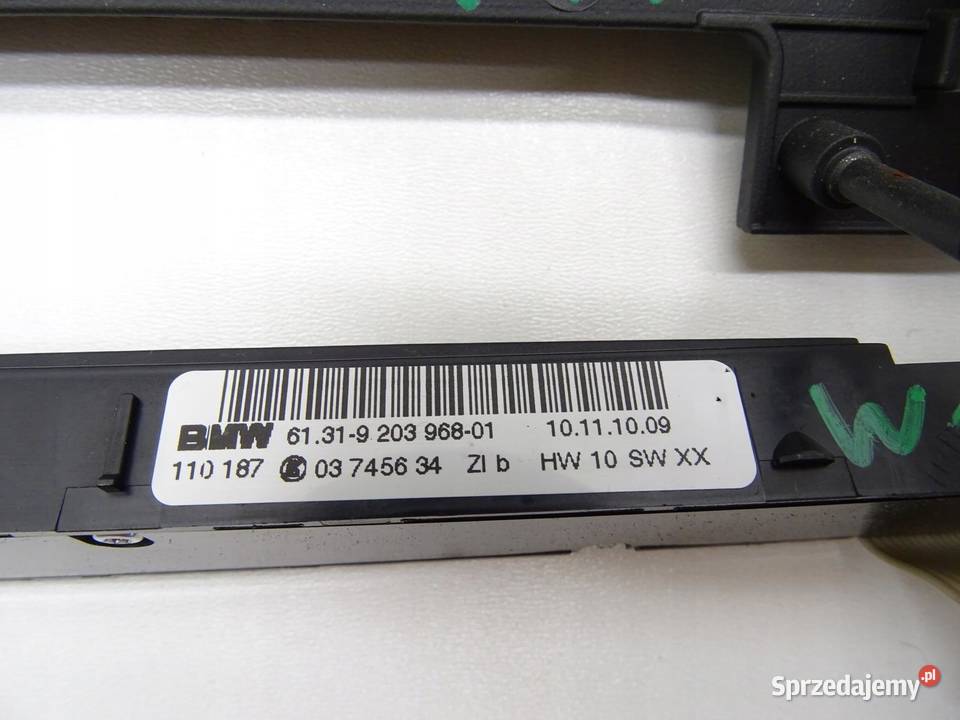 BMW 61.31-9 203 968-01 10.11.10.09
110 187 03 7456 34 ZI b HW 10 SW XX
W
Sprzedajemy.pl